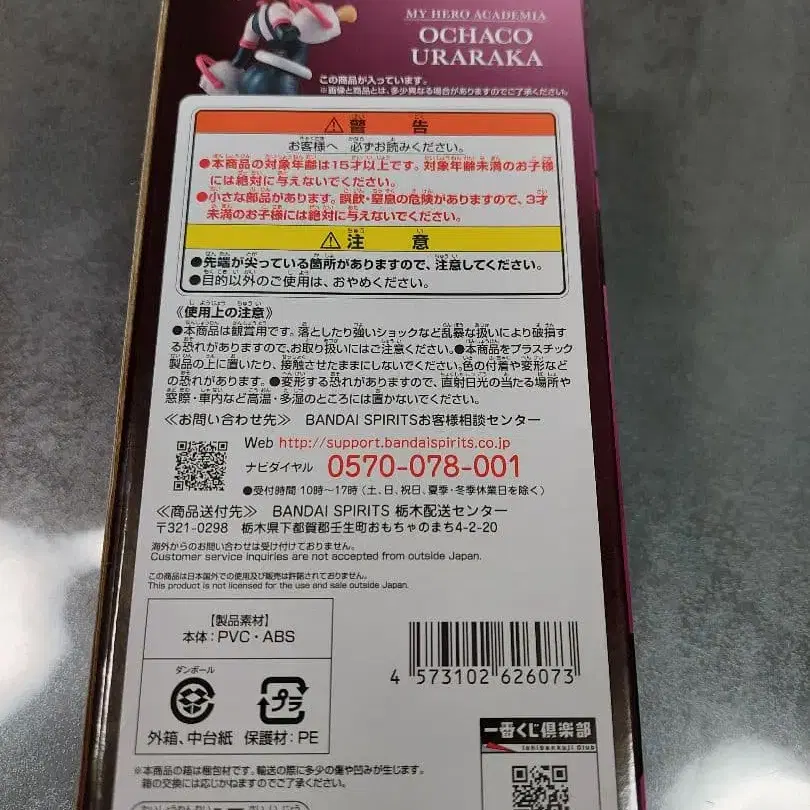 MY HERO ACADEMIA
OCHACO
URARAKA
この商品が入っています。
※画像と商品とは、多少異なる場合がありますのでご了承ください。
⚠警告
お客様へ 必ずお読みください。
●本商品の対象年齢は15才以上です。対象年齢未満のお子様
には絶対に与えないでください。
●小さな部品があります。誤飲・窒息の危険がありますので、3才
未満のお子様には絶対に与えないでください。
⚠注意
●先端が尖っている箇所がありますので、注意してください。
●目的以外のご使用は、おやめください。
《使用上の注意》
●本商品は観賞用です。落としたり強いショックなど乱暴な扱いにより破損す
る恐れがありますので、お取り扱いにはご注意ください。●本商品をプラスチック
製品の上に置いたり、接触させたままにしないでください。色の付着や変形など
の恐れがあります。●変形する恐れがありますので、直射日光の当たる場所や
窓際・車内など高温・多湿のところには置かないでください。
≪お問い合わせ先≫ BANDAI SPIRITSお客様相談センター
Web http://support.bandaispirits.co.jp
ナビダイヤル 0570-078-001
●受付時間 10時〜17時（土、日、祝日、夏季・冬季休業日を除く）
≪商品送付先≫ BANDAI SPIRITS 栃木配送センター
〒321-0298 栃木県下都賀郡壬生町おもちゃのまち4-2-20
海外からのお問い合わせは受け付けておりません。
Customer service inquiries are not accepted from outside Japan.
この商品は日本国外での使用及び販売は許諾されておりません。
This product is not licensed for the use and sale outside Japan.
【製品素材】
本体：PVC・ABS
ダンボール
プラ
外箱、中台紙 保護材：PE
4 573102 626073
一番くじ倶楽部
Ichibankuji Club
※本商品の箱は梱包材です。輸送の際に多少の傷や凹みが生じます。
箱の交換には応じかねますのでご了承ください。